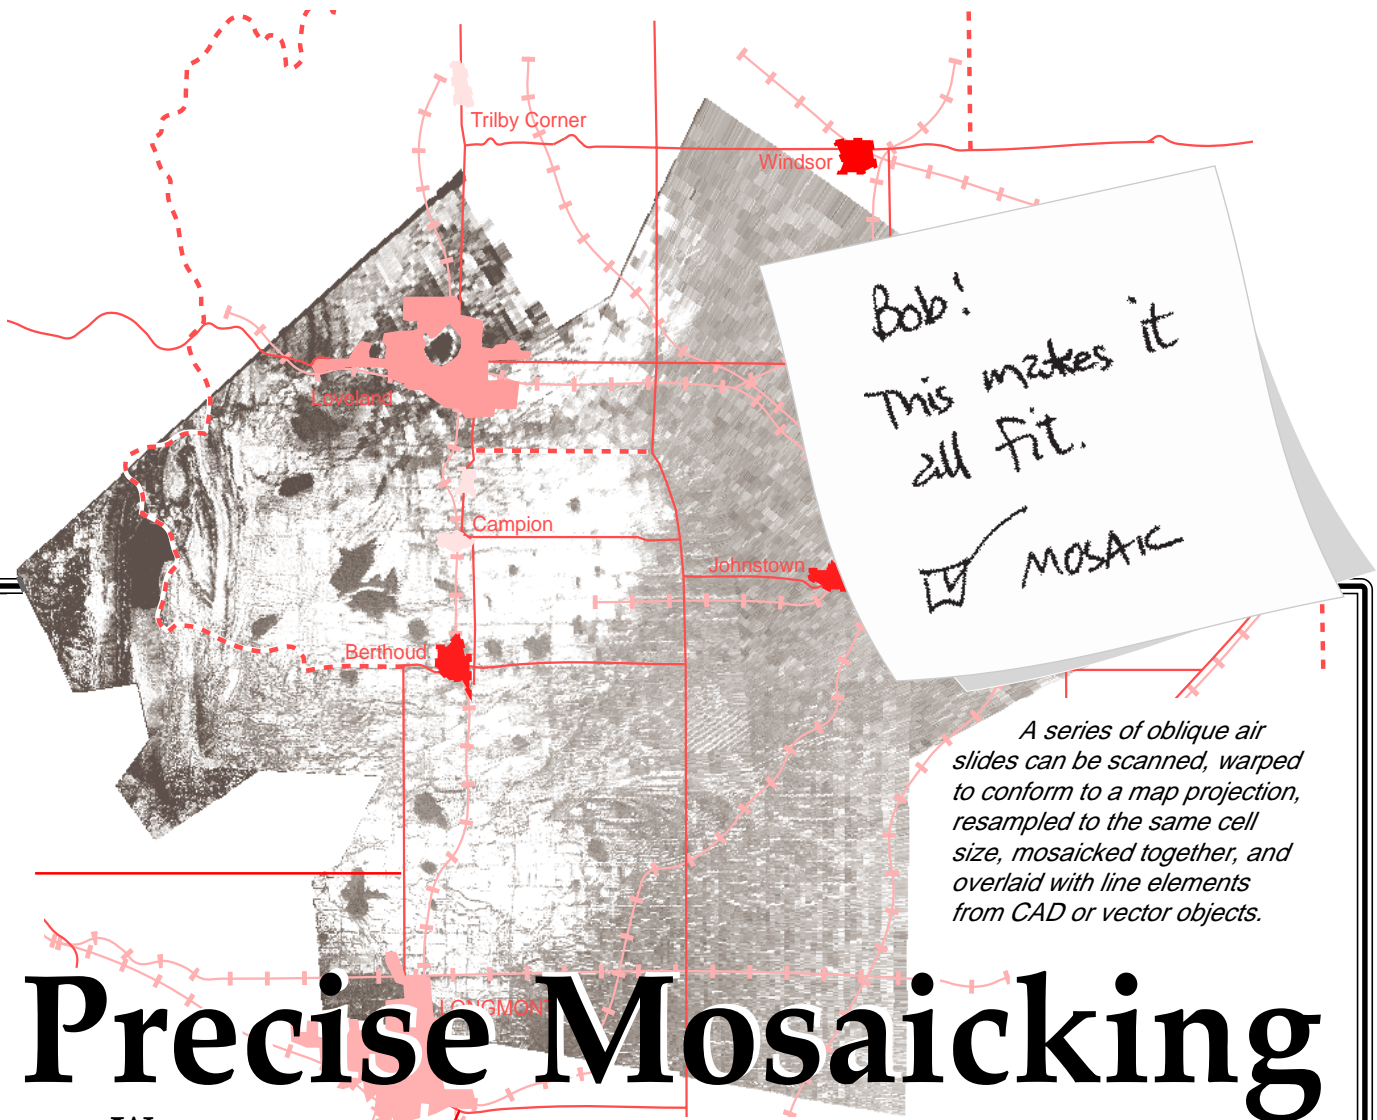 Trilby Corner
Windsor
Bob!
This makes it
all fit.
MOSAIC
Loveland
Campion
Johnstown
Berthoud
A series of oblique air
slides can be scanned, warped
to conform to a map projection,
resampled to the same cell
size, mosaicked together, and
overlaid with line elements
from CAD or vector objects.
LONGMONT
Precise Mosaicking